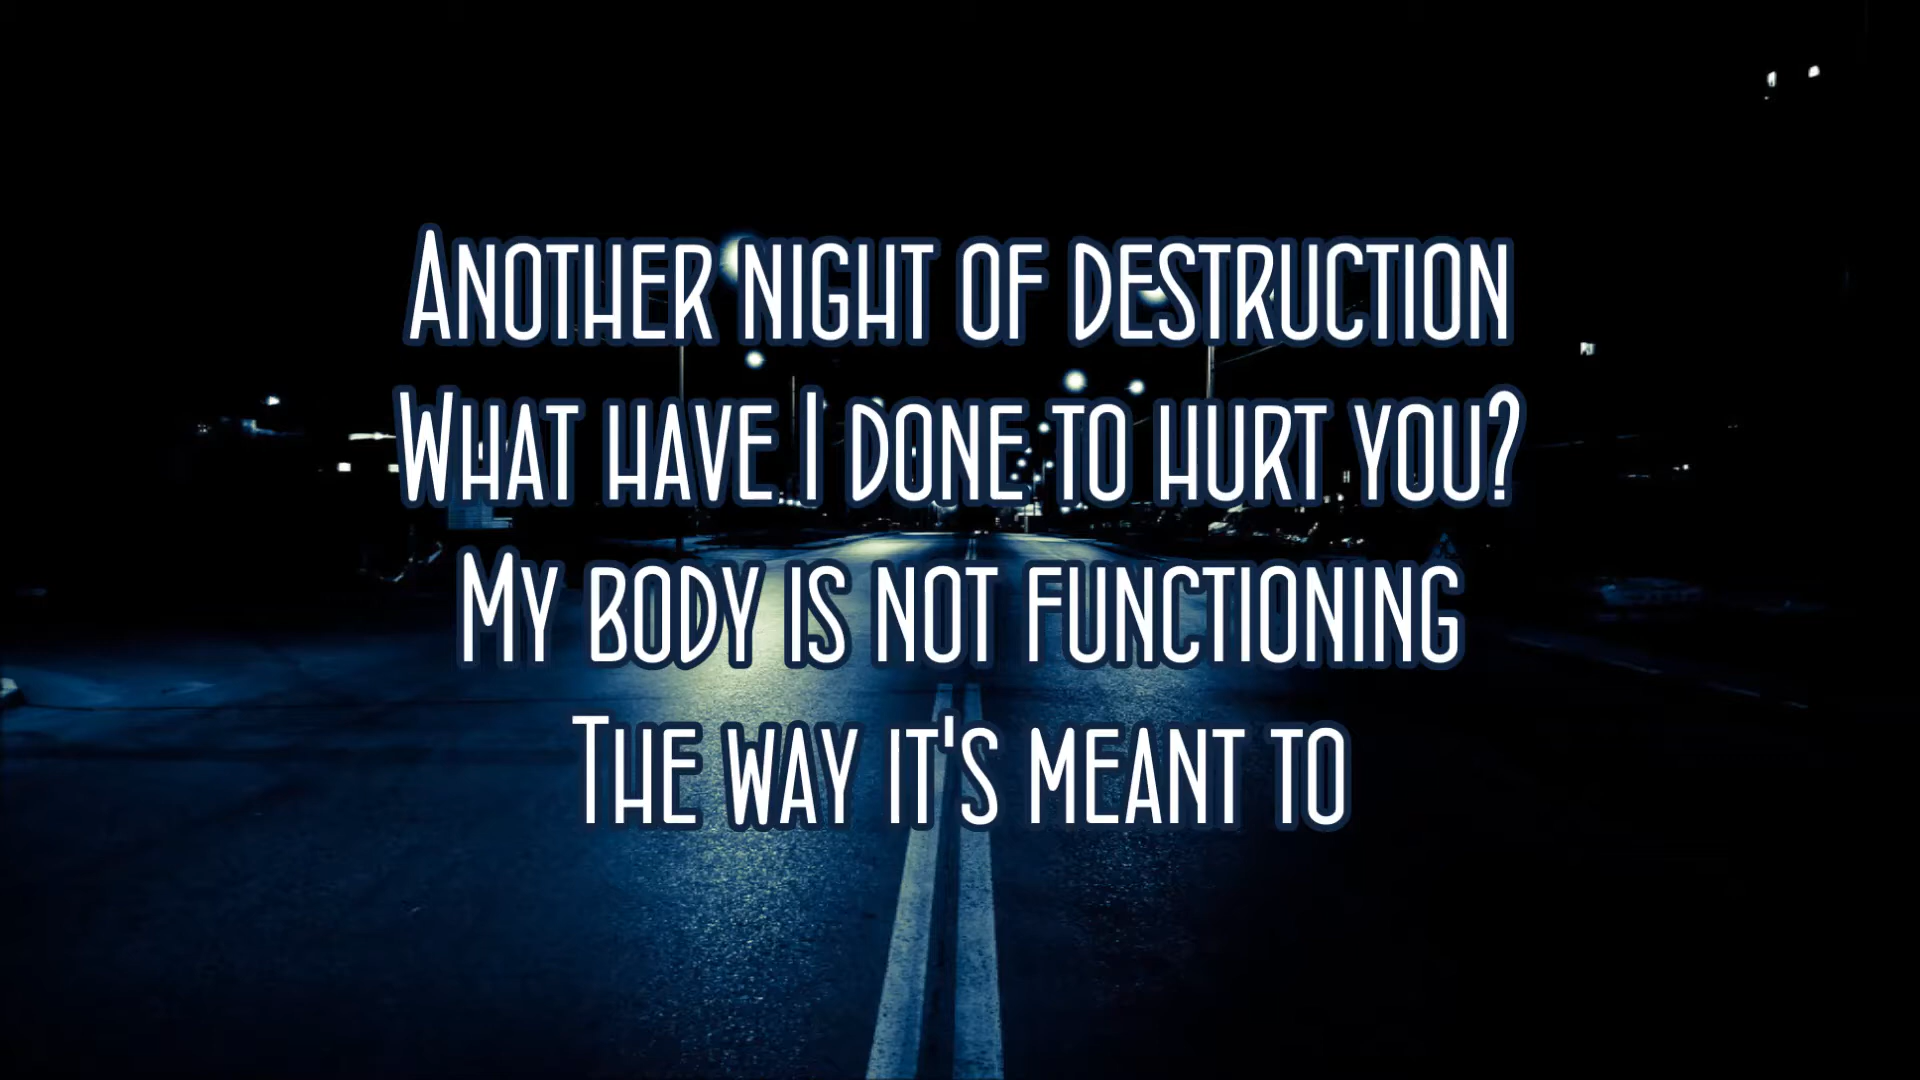 Another night of destruction
What have I done to hurt you?
My body is not functioning
The way it's meant to